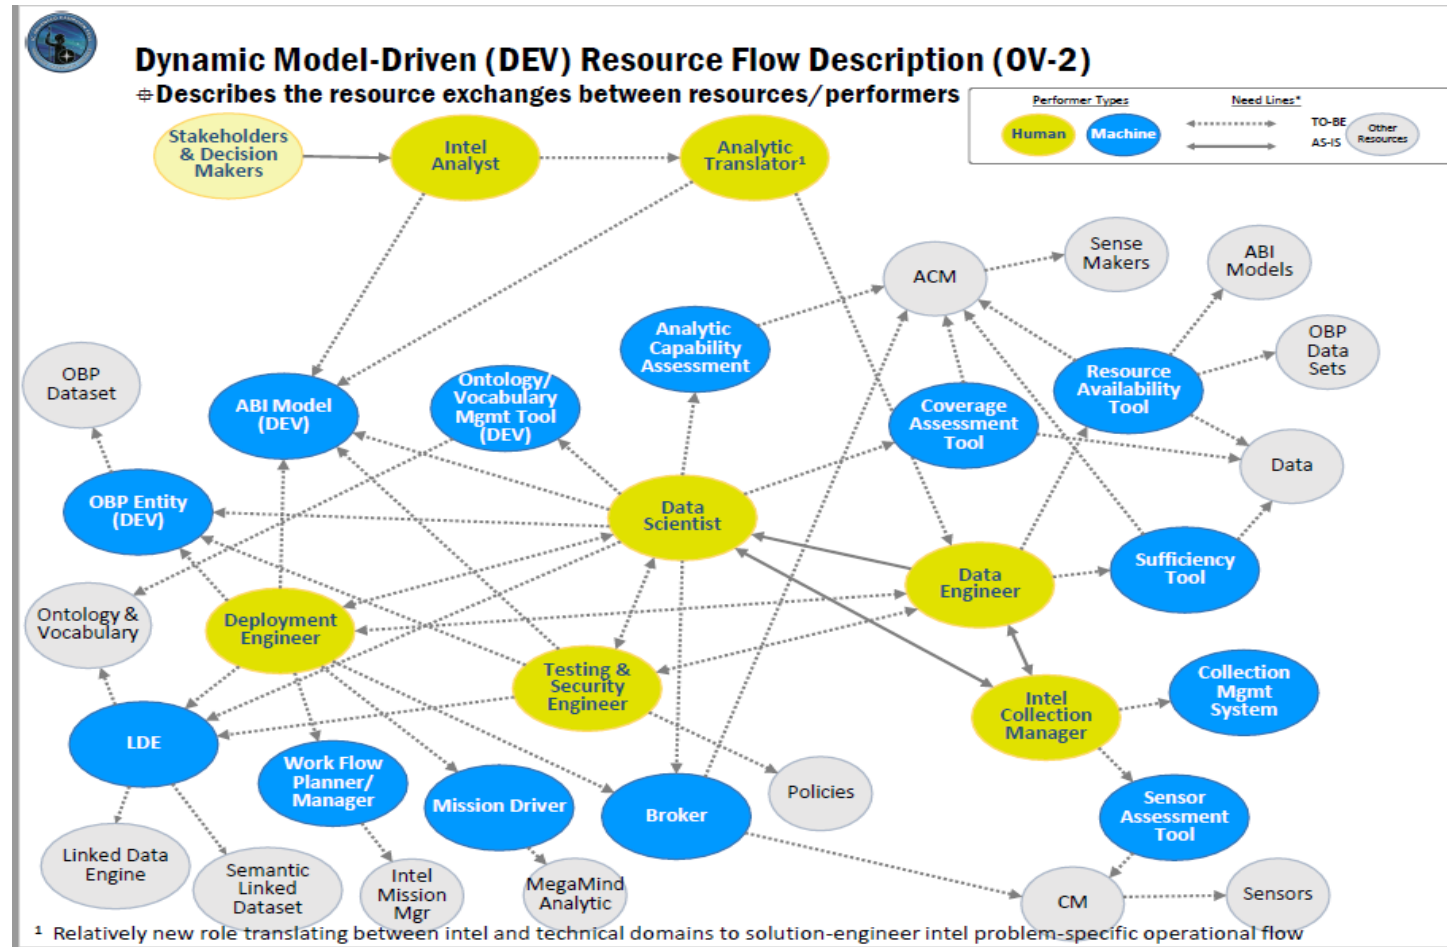 Dynamic Model-Driven (DEV) Resource Flow Description (OV-2)
Describes the resource exchanges between resources/performers
Performer Types
Need Lines*
Human
Machine
TO-BE
AS-IS
Other
Resources
Stakeholders
& Decision
Makers
Intel
Analyst
Analytic
Translator¹
ACM
Sense
Makers
ABI
Models
OBP
Data
Sets
Analytic
Capability
Assessment
Resource
Availability
Tool
OBP
Dataset
ABI Model
(DEV)
Ontology/
Vocabulary
Mgmt Tool
(DEV)
Coverage
Assessment
Tool
Data
OBP Entity
(DEV)
Data
Scientist
Sufficiency
Tool
Data
Engineer
Ontology &
Vocabulary
Deployment
Engineer
Testing &
Security
Engineer
Intel
Collection
Manager
Collection
Mgmt
System
LDE
Work Flow
Planner/
Manager
Mission Driver
Broker
Policies
Sensor
Assessment
Tool
Linked Data
Engine
Semantic
Linked
Dataset
Intel
Mission
Mgr
MegaMind
Analytic
CM
Sensors
¹ Relatively new role translating between intel and technical domains to solution-engineer intel problem-specific operational flow